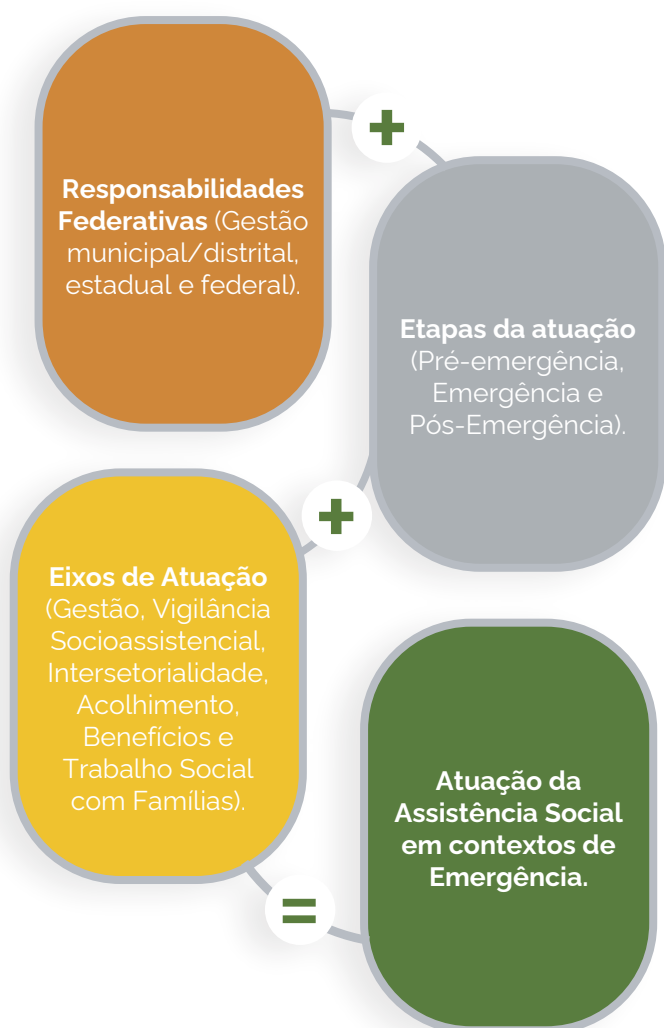 Responsabilidades
Federativas (Gestão
municipal/distrital,
estadual e federal).
+
Etapas da atuação
(Pré-emergência,
Emergência e
Pós-Emergência).
+
Eixos de Atuação
(Gestão, Vigilância
Socioassistencial,
Intersetorialidade,
Acolhimento,
Benefícios e
Trabalho Social
com Famílias).
=
Atuação da
Assistência Social
em contextos de
Emergência.